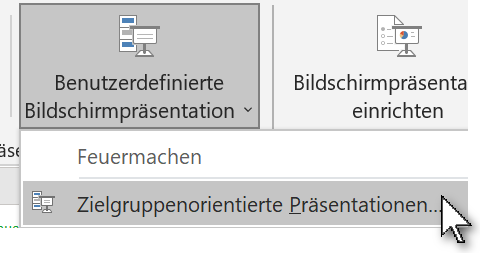 Benutzerdefinierte
Bildschirmpräsentation
Bildschirmpräsenta
einrichten
Feuermachen
Zielgruppenorientierte Präsentationen...